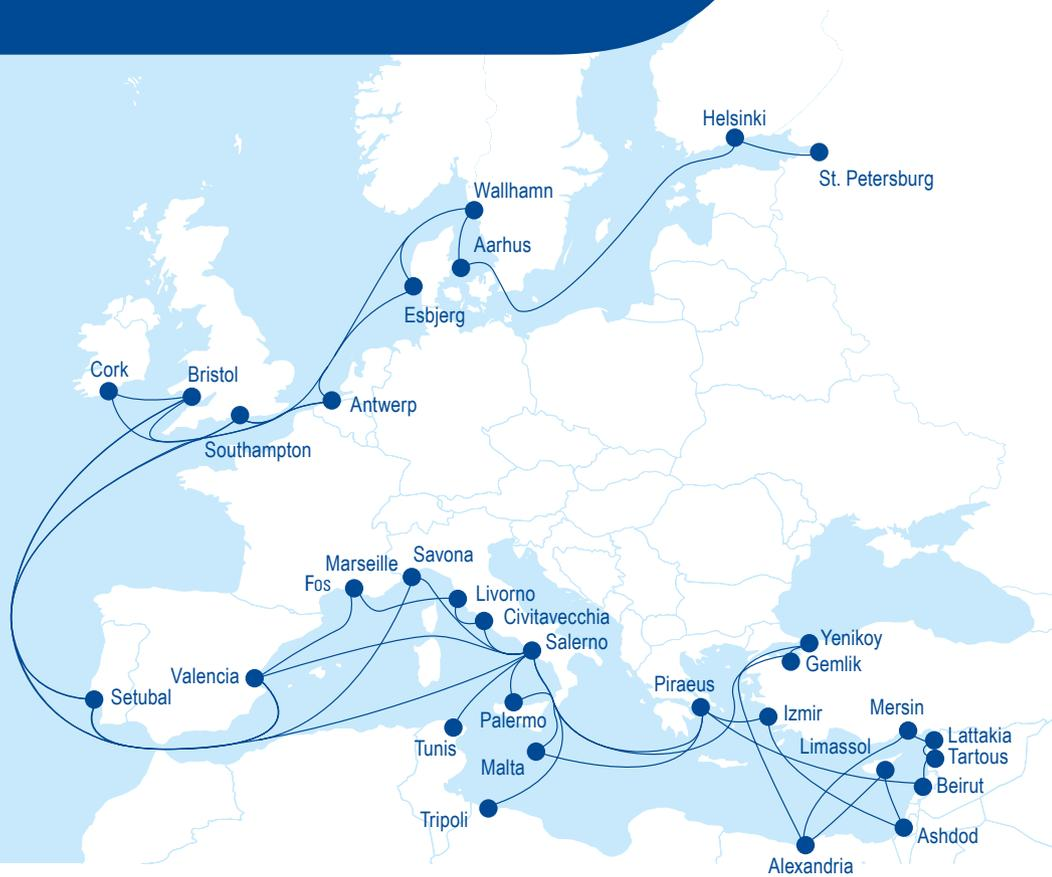 Helsinki
St. Petersburg
Wallhamn
Aarhus
Esbjerg
Cork
Bristol
Antwerp
Southampton
Marseille
Savona
Fos
Livorno
Civitavecchia
Salerno
Yenikoy
Gemlik
Valencia
Setubal
Piraeus
Izmir
Mersin
Palermo
Lattakia
Tunis
Limassol
Tartous
Malta
Beirut
Tripoli
Ashdod
Alexandria